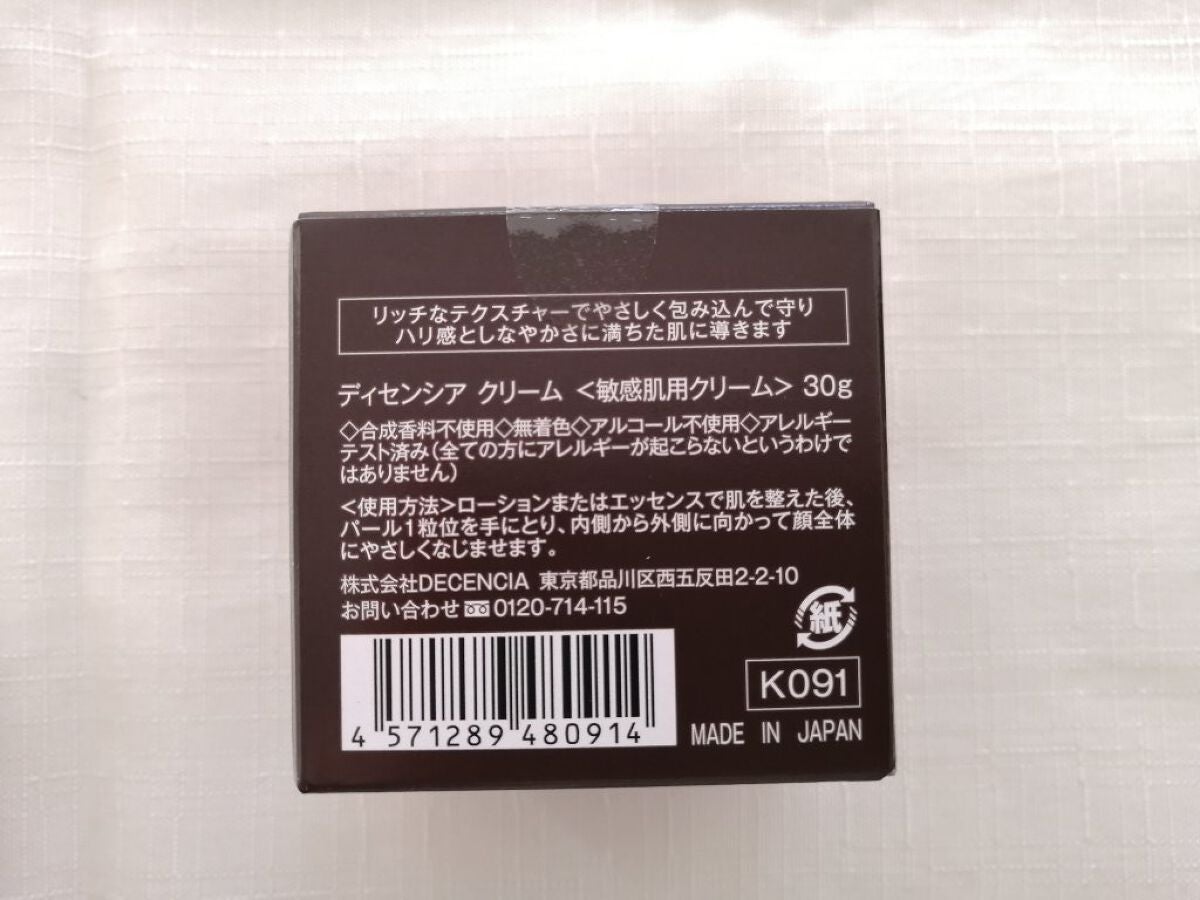 リッチなテクスチャーでやさしく包み込んで守り
ハリ感としなやかさに満ちた肌に導きます
ディセンシア クリーム <敏感肌用クリーム> 30g
◇合成香料不使用◇無着色◇アルコール不使用◇アレルギー
テスト済み(全ての方にアレルギーが起こらないというわけで
はありません)
<使用方法>ローションまたはエッセンスで肌を整えた後、
パール1粒位を手にとり、内側から外側に向かって顔全体
にやさしくなじませます。
株式会社DECENCIA 東京都品川区西五反田2-2-10
お問い合わせ 0120-714-115
紙
K091
4 571289 480914
MADE IN JAPAN